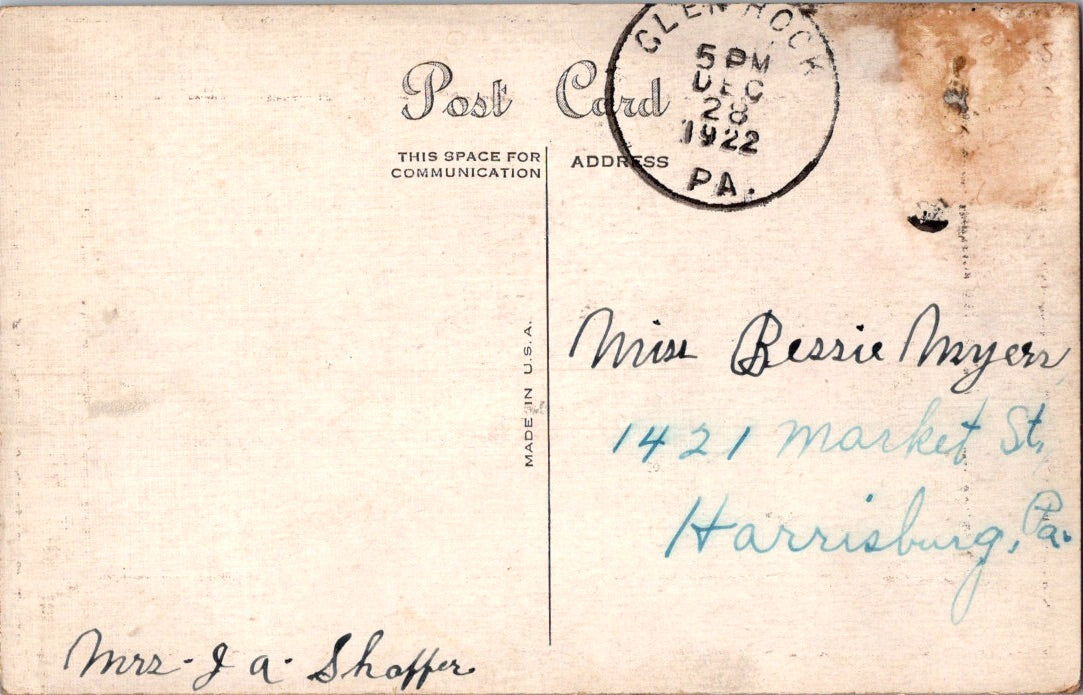 Post Card
THIS SPACE FOR
COMMUNICATION
ADDRESS
GLEN ROCK
5 PM
DEC
28
1922
PA.
MADE IN U.S.A.
Miss Bessie Myers
1421 Market St,
Harrisburg, Pa.
Mrs. J A. Shaffer